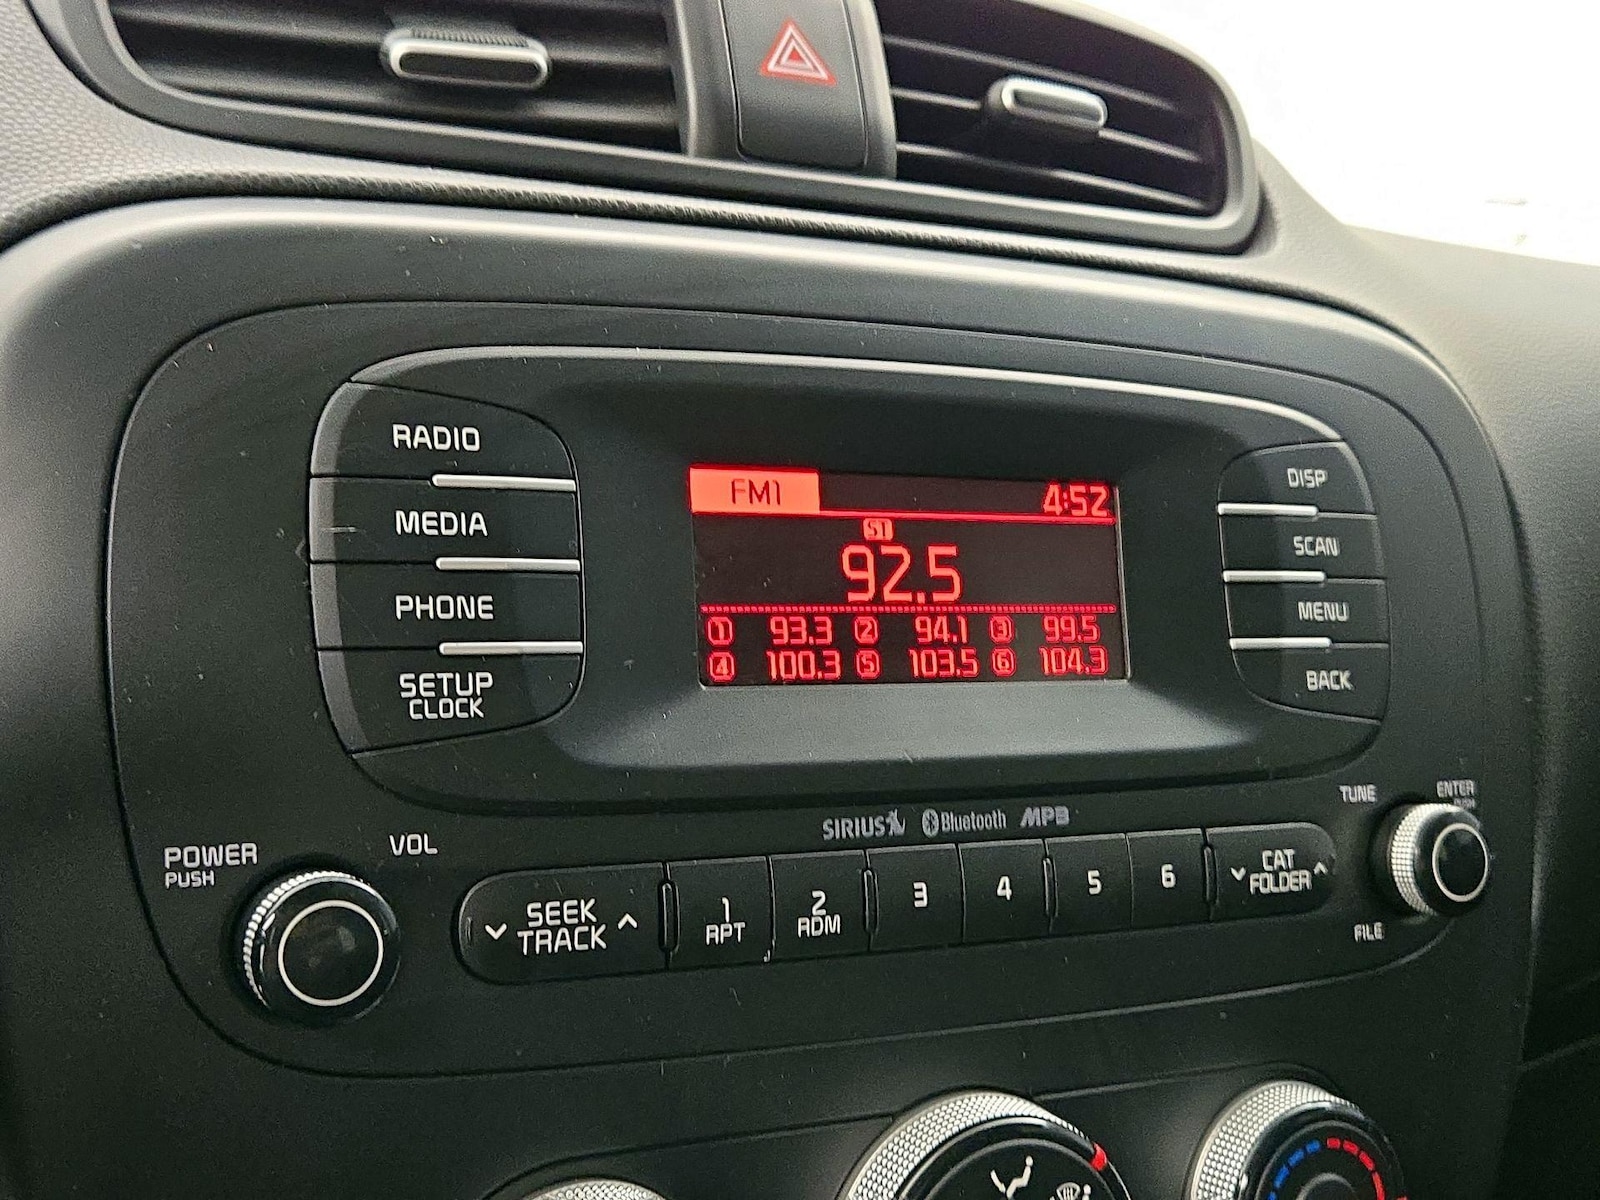 RADIO
MEDIA
PHONE
SETUP
CLOCK
FM1 4:52
ST
92.5
1 93.3 2 94.1 3 99.5
4 100.3 5 103.5 6 104.3
DISP
SCAN
MENU
BACK
POWER
PUSH
VOL
SIRIUS Bluetooth MP3
SEEK
TRACK
1
RPT
2
RDM
3
4
5
6
CAT
FOLDER
TUNE
ENTER
PUSH
FILE